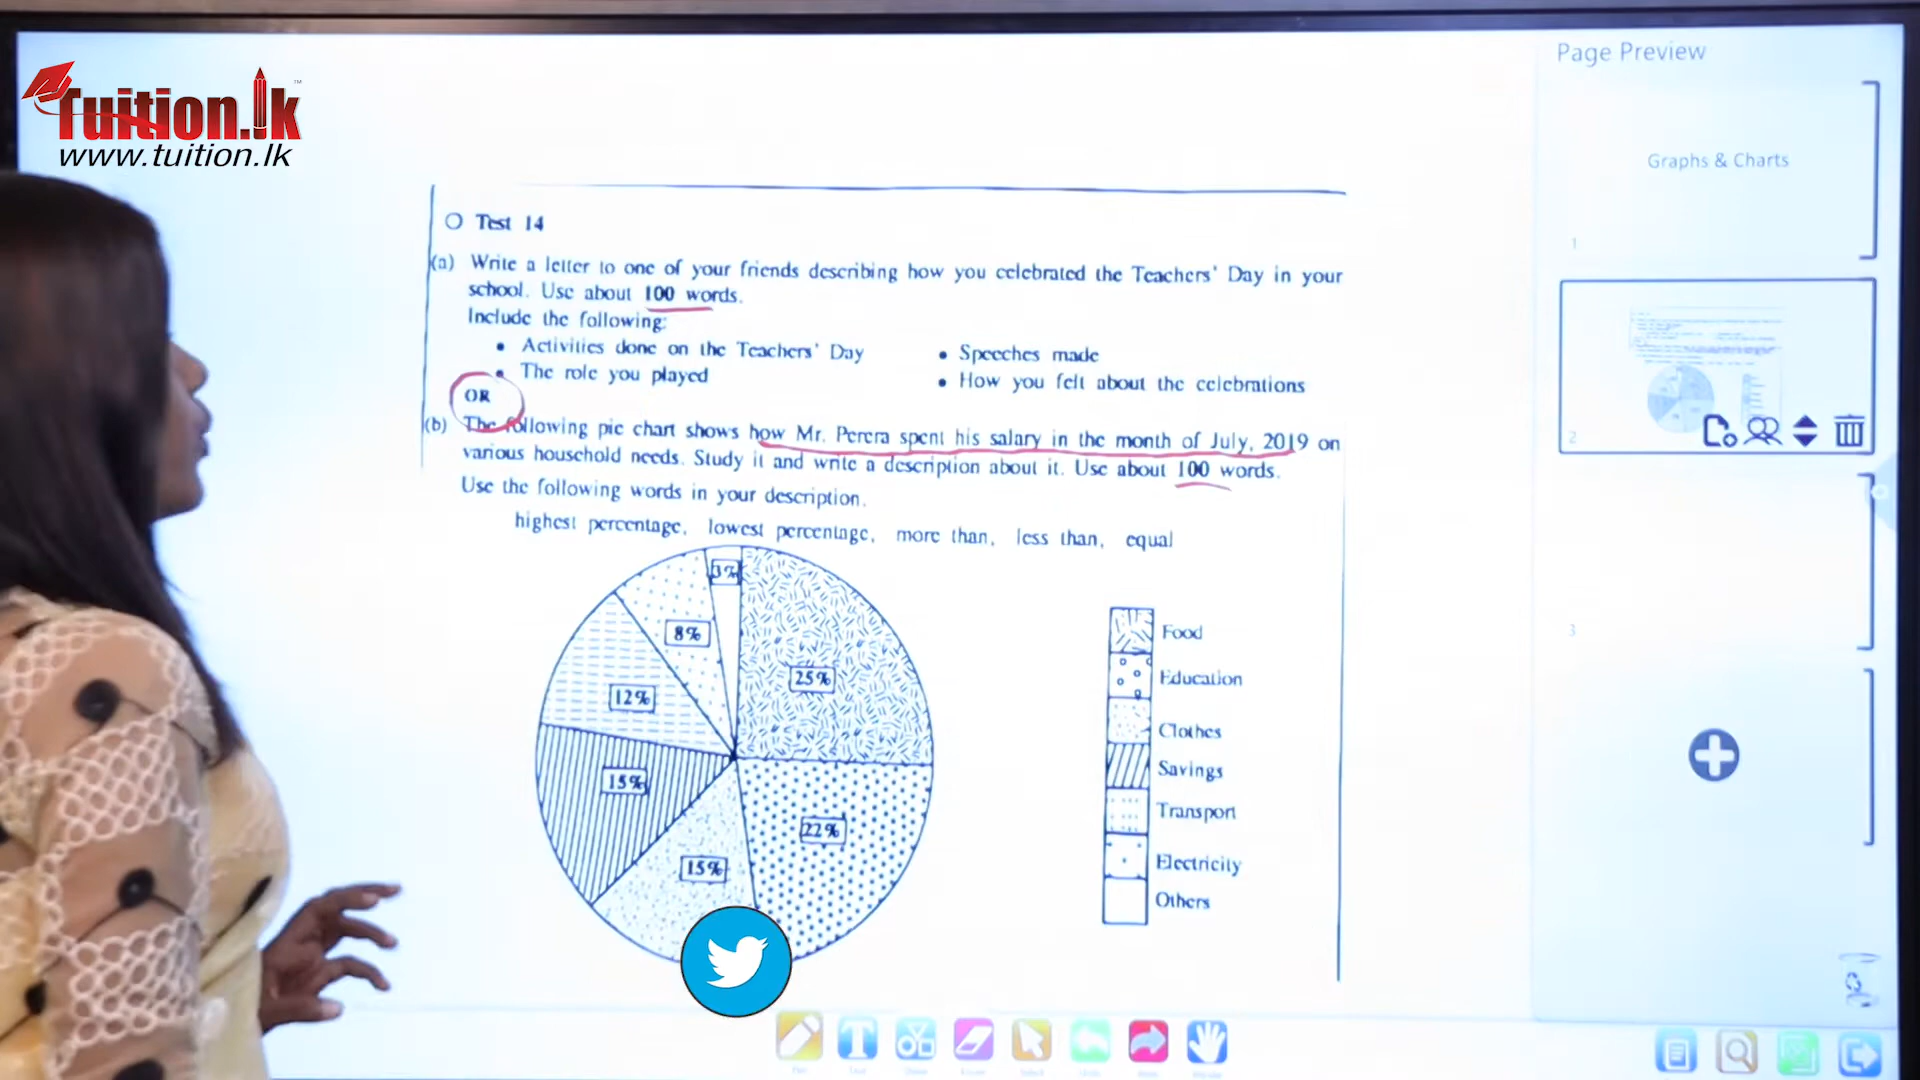 Tuition.lk
TM
www.tuition.lk
Page Preview
Graphs & Charts
1
2
3
Test 14
(a) Write a letter to one of your friends describing how you celebrated the Teachers' Day in your
school. Use about 100 words.
Include the following:
• Activities done on the Teachers' Day
• Speeches made
• The role you played
• How you felt about the celebrations
OR
(b) The following pie chart shows how Mr. Perera spent his salary in the month of July, 2019 on
various household needs. Study it and write a description about it. Use about 100 words.
Use the following words in your description.
highest percentage, lowest percentage, more than, less than, equal
3%
8%
25%
12%
15%
22%
15%
Food
Education
Clothes
Savings
Transport
Electricity
Others